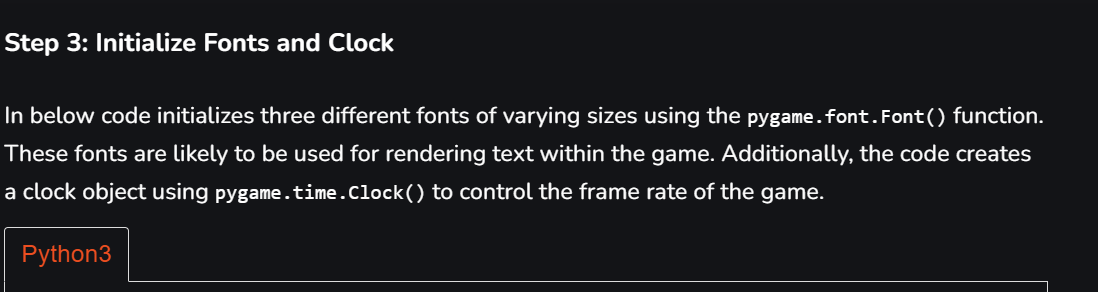 Step 3: Initialize Fonts and Clock
In below code initializes three different fonts of varying sizes using the pygame.font.Font() function.
These fonts are likely to be used for rendering text within the game. Additionally, the code creates
a clock object using pygame.time.Clock() to control the frame rate of the game.
Python3